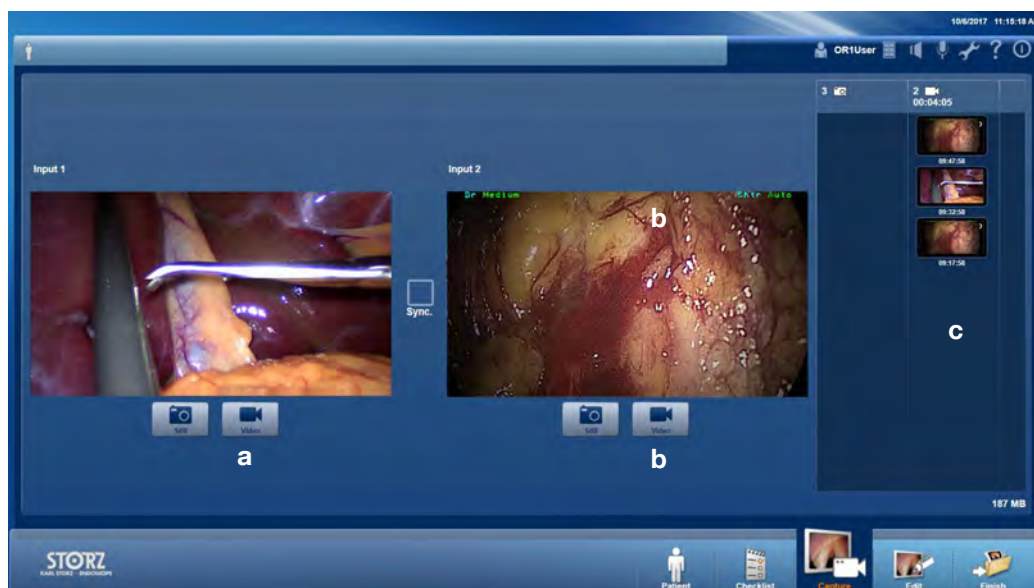 10/6/2017 11:15:18 A
OR1User
3
2
00:04:05
Input 1
Input 2
Dr Medium
Shtr Auto
b
09:47:58
09:32:58
09:17:58
Sync.
c
Still
Video
Still
Video
a
b
187 MB
STORZ
KARL STORZ - ENDOSKOPE
Patient
Checklist
Capture
Edit
Finish